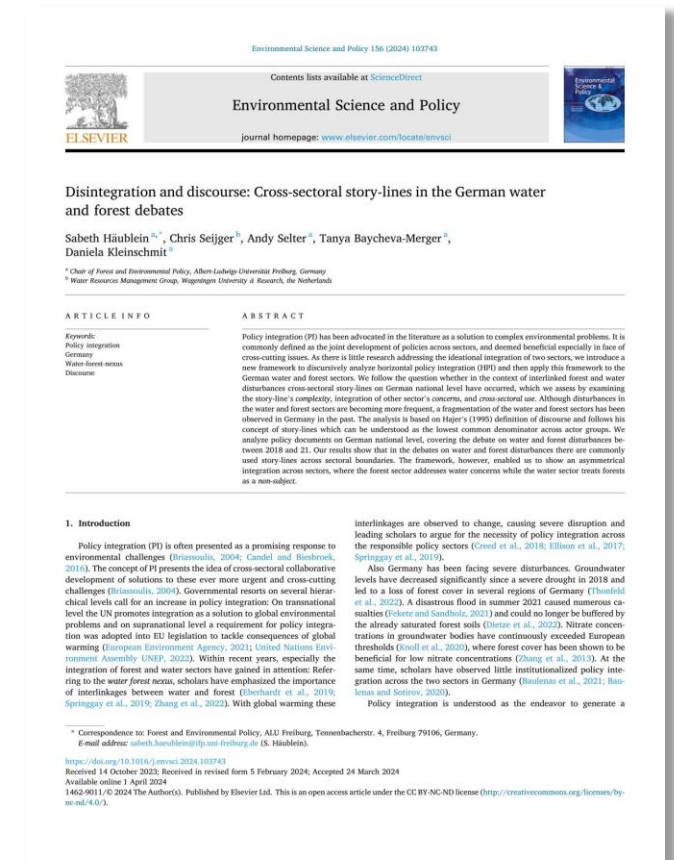 Environmental Science and Policy 156 (2024) 103743
Contents lists available at ScienceDirect
Environmental Science and Policy
journal homepage: www.elsevier.com/locate/envsci
ELSEVIER
Environmental
Science &
Policy
Disintegration and discourse: Cross-sectoral story-lines in the German water
and forest debates
Sabeth Häublein a,*, Chris Seijger b, Andy Selter a, Tanya Baycheva-Merger a,
Daniela Kleinschmit a
a Chair of Forest and Environmental Policy, Albert-Ludwigs-Universität Freiburg, Germany
b Water Resources Management Group, Wageningen University & Research, the Netherlands
ARTICLE INFO
Keywords:
Policy integration
Germany
Water-forest-nexus
Discourse
ABSTRACT
Policy integration (PI) has been advocated in the literature as a solution to complex environmental problems. It is
commonly defined as the joint development of policies across sectors, and deemed beneficial especially in face of
cross-cutting issues. As there is little research addressing the ideational integration of two sectors, we introduce a
new framework to discursively analyze horizontal policy integration (HPI) and then apply this framework to the
German water and forest sectors. We follow the question whether in the context of interlinked forest and water
disturbances cross-sectoral story-lines on German national level have occurred, which we assess by examining
the story-line's complexity, integration of other sector's concerns, and cross-sectoral use. Although disturbances in
the water and forest sectors are becoming more frequent, a fragmentation of the water and forest sectors has been
observed in Germany in the past. The analysis is based on Hajer's (1995) definition of discourse and follows his
concept of story-lines which can be understood as the lowest common denominator across actor groups. We
analyze policy documents on German national level, covering the debate on water and forest disturbances be-
tween 2018 and 21. Our results show that in the debates on water and forest disturbances there are commonly
used story-lines across sectoral boundaries. The framework, however, enabled us to show an asymmetrical
integration across sectors, where the forest sector addresses water concerns while the water sector treats forests
as a non-subject.
1. Introduction
Policy integration (PI) is often presented as a promising response to
environmental challenges (Briassoulis, 2004; Candel and Biesbroek,
2016). The concept of PI presents the idea of cross-sectoral collaborative
development of solutions to these ever more urgent and cross-cutting
challenges (Briassoulis, 2004). Governmental resorts on several hierar-
chical levels call for an increase in policy integration: On transnational
level the UN promotes integration as a solution to global environmental
problems and on supranational level a requirement for policy integra-
tion was adopted into EU legislation to tackle consequences of global
warming (European Environment Agency, 2021; United Nations Envi-
ronment Assembly UNEP, 2022). Within recent years, especially the
integration of forest and water sectors have gained in attention: Refer-
ring to the water forest nexus, scholars have emphasized the importance
of interlinkages between water and forest (Eberhardt et al., 2019;
Springgay et al., 2019; Zhang et al., 2022). With global warming these
interlinkages are observed to change, causing severe disruption and
leading scholars to argue for the necessity of policy integration across
the responsible policy sectors (Creed et al., 2018; Ellison et al., 2017;
Springgay et al., 2019).
Also Germany has been facing severe disturbances. Groundwater
levels have decreased significantly since a severe drought in 2018 and
led to a loss of forest cover in several regions of Germany (Thonfeld
et al., 2022). A disastrous flood in summer 2021 caused numerous ca-
sualties (Fekete and Sandholz, 2021) and could no longer be buffered by
the already saturated forest soils (Dietze et al., 2022). Nitrate concen-
trations in groundwater bodies have continuously exceeded European
thresholds (Knoll et al., 2020), where forest cover has been shown to be
beneficial for low nitrate concentrations (Zhang et al., 2013). At the
same time, scholars have observed little institutionalized policy inte-
gration across the two sectors in Germany (Baulenas et al., 2021; Bau-
lenas and Sotirov, 2020).
Policy integration is understood as the endeavor to generate a
* Correspondence to: Forest and Environmental Policy, ALU Freiburg, Tennenbacherstr. 4, Freiburg 79106, Germany.
E-mail address: sabeth.haeublein@ifp.uni-freiburg.de (S. Häublein).
https://doi.org/10.1016/j.envsci.2024.103743
Received 14 October 2023; Received in revised form 5 February 2024; Accepted 24 March 2024
Available online 1 April 2024
1462-9011/© 2024 The Author(s). Published by Elsevier Ltd. This is an open access article under the CC BY-NC-ND license (http://creativecommons.org/licenses/by-
nc-nd/4.0/).